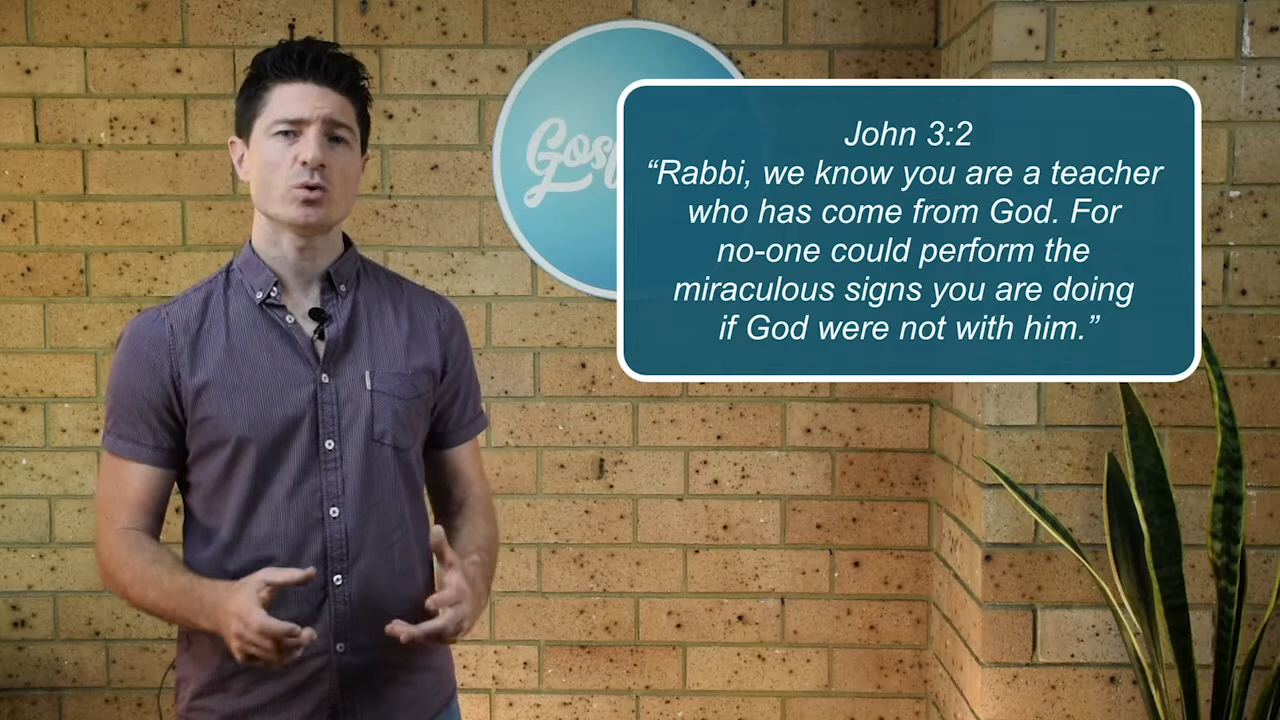 John 3:2
“Rabbi, we know you are a teacher
who has come from God. For
no-one could perform the
miraculous signs you are doing
if God were not with him.”